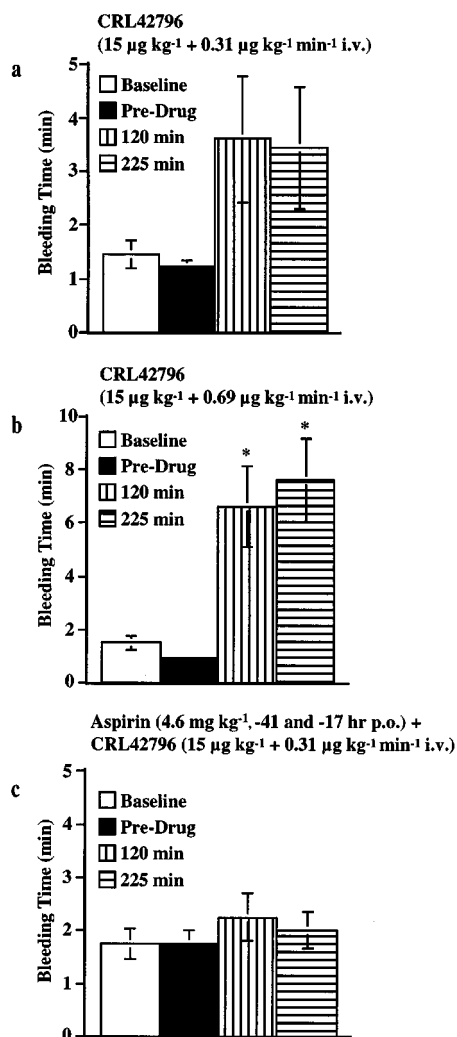 CRL42796
(15 µg kg⁻¹ + 0.31 µg kg⁻¹ min⁻¹ i.v.)
a
Bleeding Time (min)
5
4
3
2
1
0
Baseline
Pre-Drug
120 min
225 min
CRL42796
(15 µg kg⁻¹ + 0.69 µg kg⁻¹ min⁻¹ i.v.)
b
Bleeding Time (min)
10
8
6
4
2
0
Baseline
Pre-Drug
120 min
225 min
* *
Aspirin (4.6 mg kg⁻¹, -41 and -17 hr p.o.) +
CRL42796 (15 µg kg⁻¹ + 0.31 µg kg⁻¹ min⁻¹ i.v.)
c
Bleeding Time (min)
5
4
3
2
1
0
Baseline
Pre-Drug
120 min
225 min